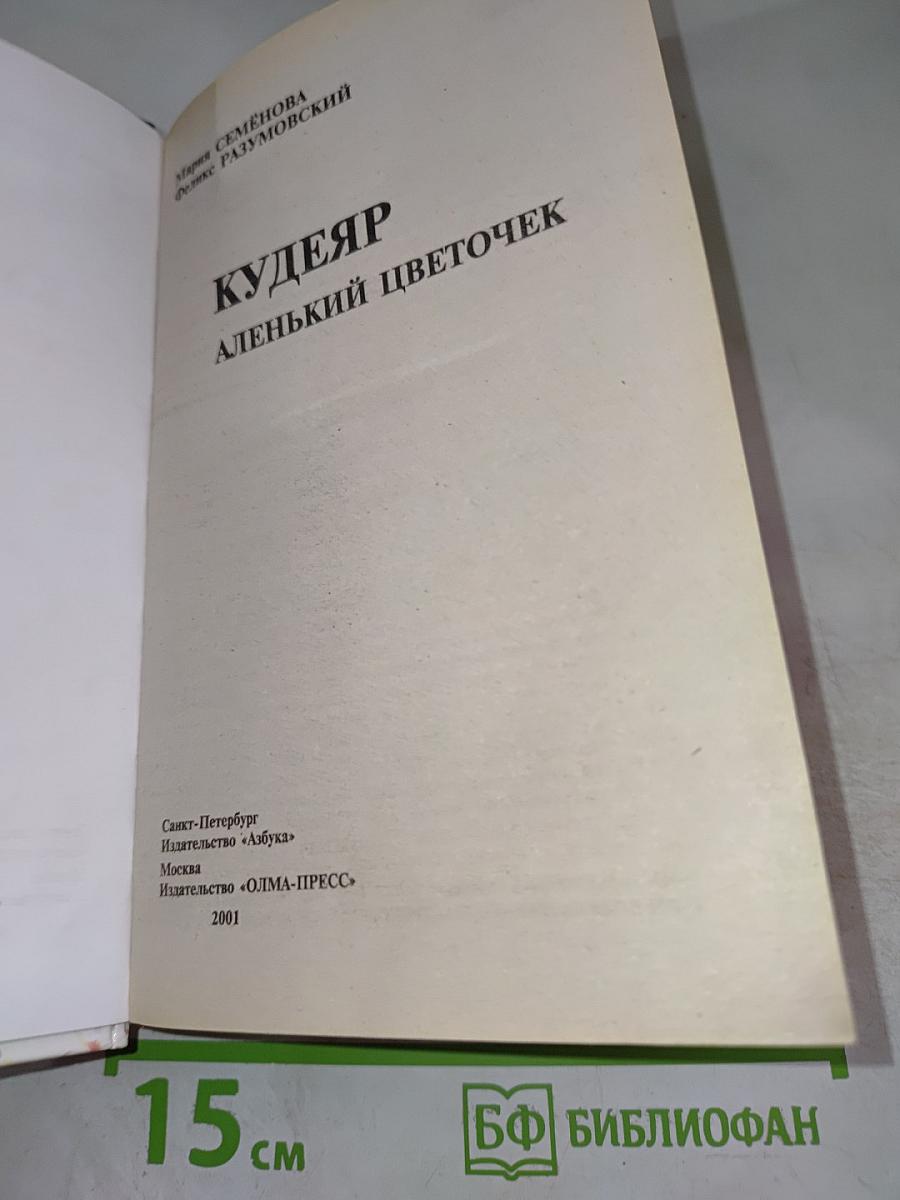 Мария СЕМЁНОВА
Феликс РАЗУМОВСКИЙ
КУДЕЯР
АЛЕНЬКИЙ ЦВЕТОЧЕК
Санкт-Петербург
Издательство «Азбука»
Москва
Издательство «ОЛМА-ПРЕСС»
2001
15 см
БФ БИБЛИОФАН